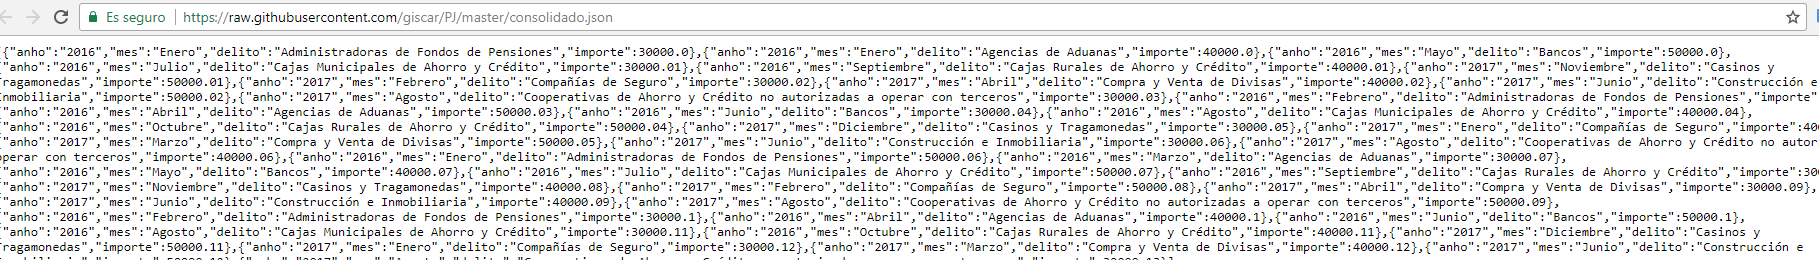 Es seguro | https://raw.githubusercontent.com/giscar/PJ/master/consolidado.json
{"anho":"2016","mes":"Enero","delito":"Administradoras de Fondos de Pensiones","importe":30000.0},{"anho":"2016","mes":"Enero","delito":"Agencias de Aduanas","importe":40000.0},{"anho":"2016","mes":"Mayo","delito":"Bancos","importe":50000.0},
"anho":"2016","mes":"Julio","delito":"Cajas Municipales de Ahorro y Crédito","importe":30000.01},{"anho":"2016","mes":"Septiembre","delito":"Cajas Rurales de Ahorro y Crédito","importe":40000.01},{"anho":"2017","mes":"Noviembre","delito":"Casinos y
Tragamonedas","importe":50000.01},{"anho":"2017","mes":"Febrero","delito":"Compañías de Seguro","importe":30000.02},{"anho":"2017","mes":"Abril","delito":"Compra y Venta de Divisas","importe":40000.02},{"anho":"2017","mes":"Junio","delito":"Construcción e
Inmobiliaria","importe":50000.02},{"anho":"2017","mes":"Agosto","delito":"Cooperativas de Ahorro y Crédito no autorizadas a operar con terceros","importe":30000.03},{"anho":"2016","mes":"Febrero","delito":"Administradoras de Fondos de Pensiones","importe"
"anho":"2016","mes":"Abril","delito":"Agencias de Aduanas","importe":50000.03},{"anho":"2016","mes":"Junio","delito":"Bancos","importe":30000.04},{"anho":"2016","mes":"Agosto","delito":"Cajas Municipales de Ahorro y Crédito","importe":40000.04},
"anho":"2016","mes":"Octubre","delito":"Cajas Rurales de Ahorro y Crédito","importe":50000.04},{"anho":"2017","mes":"Diciembre","delito":"Casinos y Tragamonedas","importe":30000.05},{"anho":"2017","mes":"Enero","delito":"Compañías de Seguro","importe":400
"anho":"2017","mes":"Marzo","delito":"Compra y Venta de Divisas","importe":50000.05},{"anho":"2017","mes":"Junio","delito":"Construcción e Inmobiliaria","importe":30000.06},{"anho":"2017","mes":"Agosto","delito":"Cooperativas de Ahorro y Crédito no autor
operar con terceros","importe":40000.06},{"anho":"2016","mes":"Enero","delito":"Administradoras de Fondos de Pensiones","importe":50000.06},{"anho":"2016","mes":"Marzo","delito":"Agencias de Aduanas","importe":30000.07},
"anho":"2016","mes":"Mayo","delito":"Bancos","importe":40000.07},{"anho":"2016","mes":"Julio","delito":"Cajas Municipales de Ahorro y Crédito","importe":50000.07},{"anho":"2016","mes":"Septiembre","delito":"Cajas Rurales de Ahorro y Crédito","importe":300
"anho":"2017","mes":"Noviembre","delito":"Casinos y Tragamonedas","importe":40000.08},{"anho":"2017","mes":"Febrero","delito":"Compañías de Seguro","importe":50000.08},{"anho":"2017","mes":"Abril","delito":"Compra y Venta de Divisas","importe":30000.09},
"anho":"2017","mes":"Junio","delito":"Construcción e Inmobiliaria","importe":40000.09},{"anho":"2017","mes":"Agosto","delito":"Cooperativas de Ahorro y Crédito no autorizadas a operar con terceros","importe":50000.09},
"anho":"2016","mes":"Febrero","delito":"Administradoras de Fondos de Pensiones","importe":30000.1},{"anho":"2016","mes":"Abril","delito":"Agencias de Aduanas","importe":40000.1},{"anho":"2016","mes":"Junio","delito":"Bancos","importe":50000.1},
"anho":"2016","mes":"Agosto","delito":"Cajas Municipales de Ahorro y Crédito","importe":30000.11},{"anho":"2016","mes":"Octubre","delito":"Cajas Rurales de Ahorro y Crédito","importe":40000.11},{"anho":"2017","mes":"Diciembre","delito":"Casinos y
Tragamonedas","importe":50000.11},{"anho":"2017","mes":"Enero","delito":"Compañías de Seguro","importe":30000.12},{"anho":"2017","mes":"Marzo","delito":"Compra y Venta de Divisas","importe":40000.12},{"anho":"2017","mes":"Junio","delito":"Construcción e